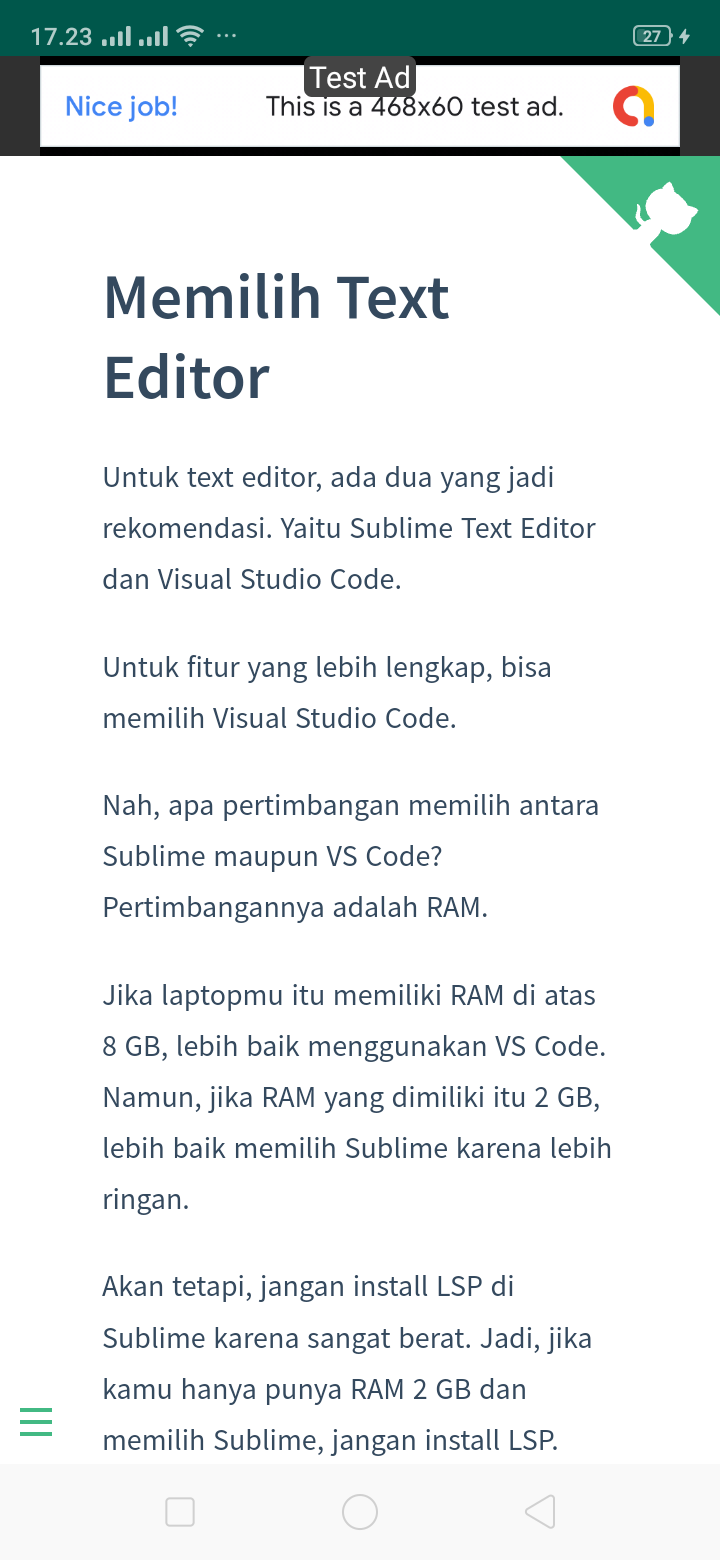 17.23
27
Test Ad
Nice job!
This is a 468x60 test ad.
Memilih Text
Editor
Untuk text editor, ada dua yang jadi
rekomendasi. Yaitu Sublime Text Editor
dan Visual Studio Code.
Untuk fitur yang lebih lengkap, bisa
memilih Visual Studio Code.
Nah, apa pertimbangan memilih antara
Sublime maupun VS Code?
Pertimbangannya adalah RAM.
Jika laptopmu itu memiliki RAM di atas
8 GB, lebih baik menggunakan VS Code.
Namun, jika RAM yang dimiliki itu 2 GB,
lebih baik memilih Sublime karena lebih
ringan.
Akan tetapi, jangan install LSP di
Sublime karena sangat berat. Jadi, jika
kamu hanya punya RAM 2 GB dan
memilih Sublime, jangan install LSP.